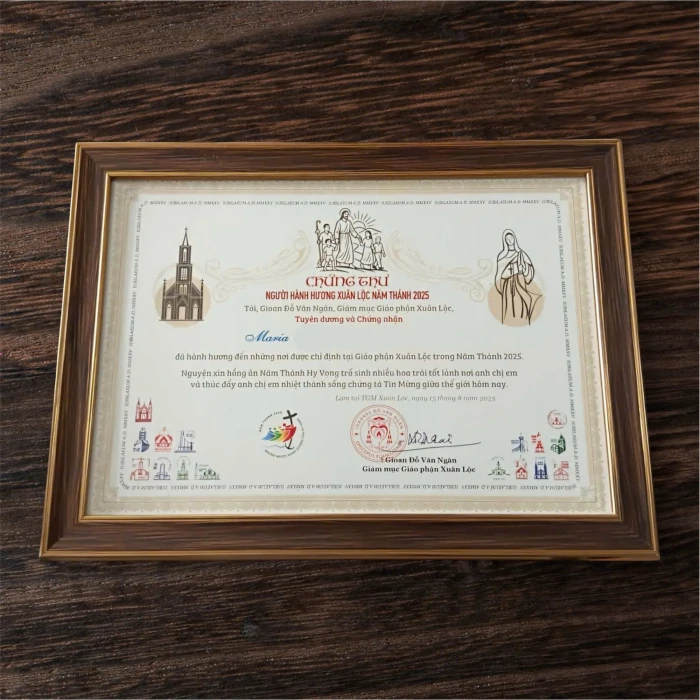 IUBILAEUM A.D. MMXXV
CHỨNG THƯ
NGƯỜI HÀNH HƯƠNG XUÂN LỘC NĂM THÁNH 2025
Tôi, Gioan Đỗ Văn Ngân, Giám mục Giáo phận Xuân Lộc,
Tuyên dương và Chứng nhận
Maria
đã hành hương đến những nơi được chỉ định tại Giáo phận Xuân Lộc trong Năm Thánh 2025.
Nguyện xin hồng ân Năm Thánh Hy Vọng trổ sinh nhiều hoa trái tốt lành nơi anh chị em
và thúc đẩy anh chị em nhiệt thành sống chứng tá Tin Mừng giữa thế giới hôm nay.
Làm tại TGM Xuân Lộc, ngày 15 tháng 8 năm 2025
Gioan Đỗ Văn Ngân
Giám mục Giáo phận Xuân Lộc